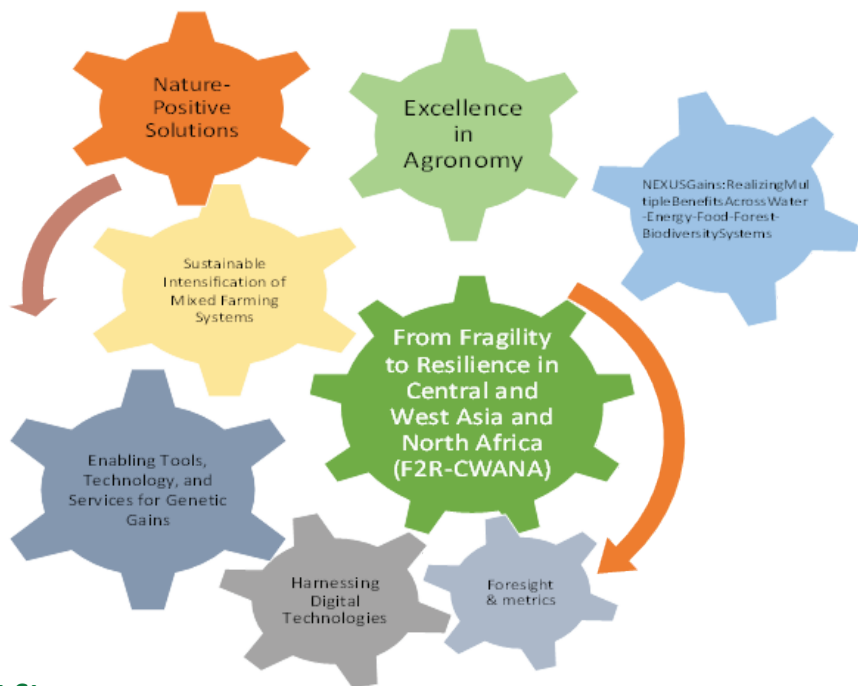 Nature-
Positive
Solutions
Excellence
in
Agronomy
NEXUSGains:RealizingMul
tipleBenefitsAcrossWater
-Energy-Food-Forest-
BiodiversitySystems
Sustainable
Intensification of
Mixed Farming
Systems
From Fragility
to Resilience in
Central and
West Asia and
North Africa
(F2R-CWANA)
Enabling Tools,
Technology, and
Services for Genetic
Gains
Harnessing
Digital
Technologies
Foresight
& metrics